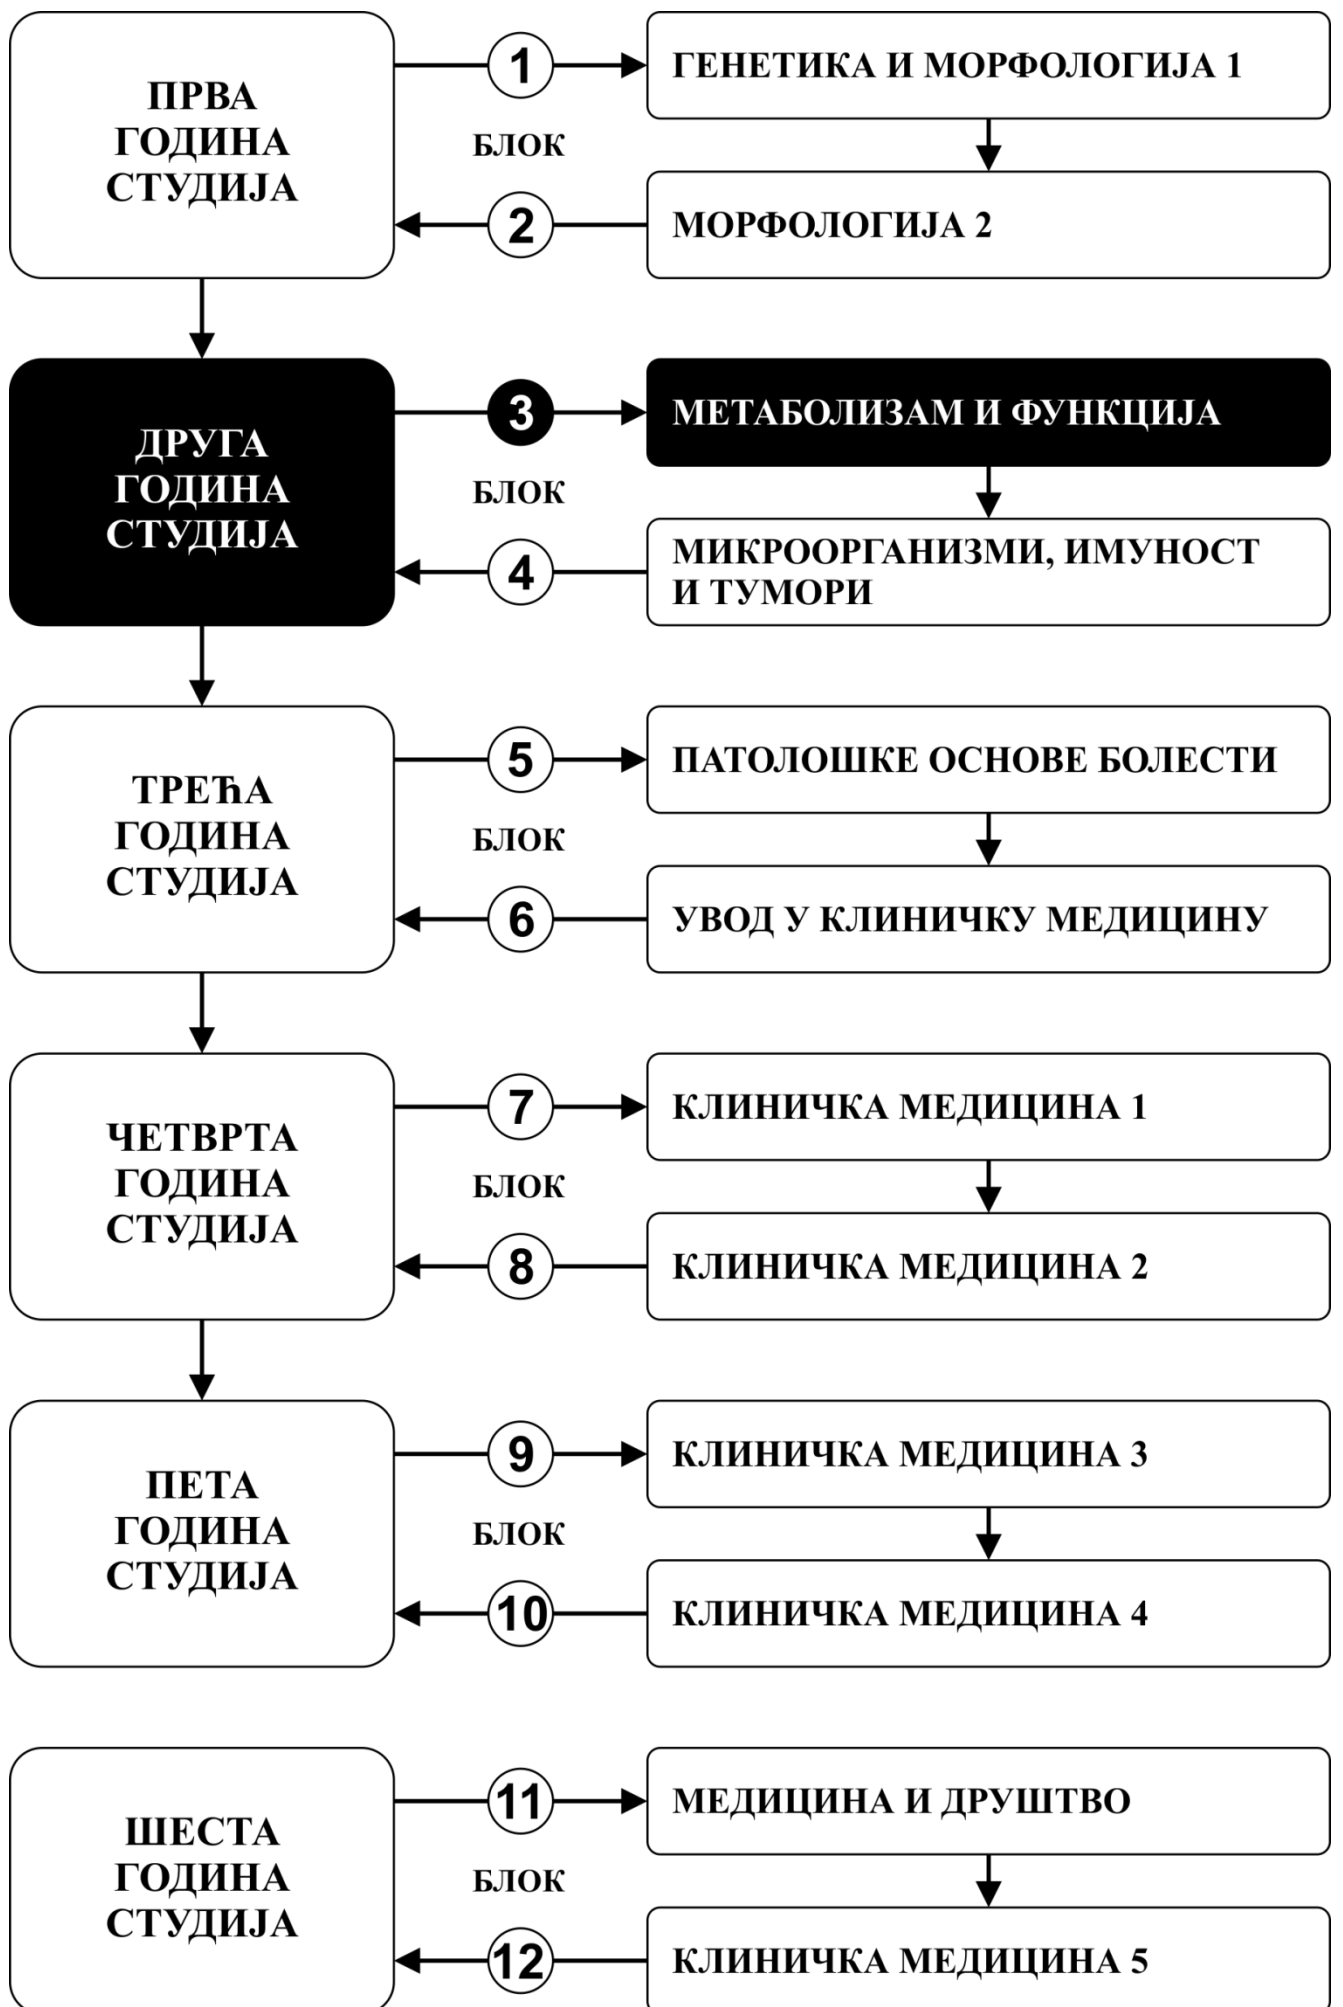 ПРВА
ГОДИНА
СТУДИЈА
1
ГЕНЕТИКА И МОРФОЛОГИЈА 1
БЛОК
2
МОРФОЛОГИЈА 2
ДРУГА
ГОДИНА
СТУДИЈА
3
МЕТАБОЛИЗАМ И ФУНКЦИЈА
БЛОК
4
МИКРООРГАНИЗМИ, ИМУНОСТ
И ТУМОРИ
ТРЕЋА
ГОДИНА
СТУДИЈА
5
ПАТОЛОШКЕ ОСНОВЕ БОЛЕСТИ
БЛОК
6
УВОД У КЛИНИЧКУ МЕДИЦИНУ
ЧЕТВРТА
ГОДИНА
СТУДИЈА
7
КЛИНИЧКА МЕДИЦИНА 1
БЛОК
8
КЛИНИЧКА МЕДИЦИНА 2
ПЕТА
ГОДИНА
СТУДИЈА
9
КЛИНИЧКА МЕДИЦИНА 3
БЛОК
10
КЛИНИЧКА МЕДИЦИНА 4
ШЕСТА
ГОДИНА
СТУДИЈА
11
МЕДИЦИНА И ДРУШТВО
БЛОК
12
КЛИНИЧКА МЕДИЦИНА 5